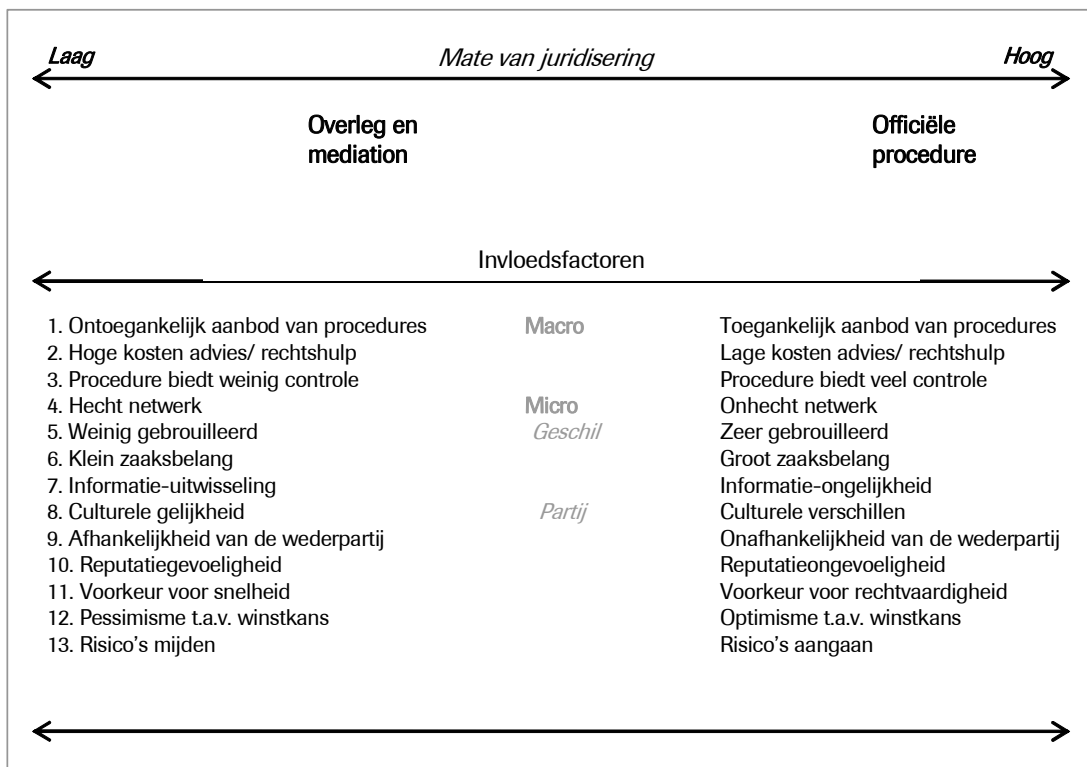 Laag Mate van juridisering Hoog
Overleg en Officiële
mediation procedure
Invloedsfactoren
1. Ontoegankelijk aanbod van procedures Macro Toegankelijk aanbod van procedures
2. Hoge kosten advies/ rechtshulp Lage kosten advies/ rechtshulp
3. Procedure biedt weinig controle Procedure biedt veel controle
4. Hecht netwerk Micro Onhecht netwerk
5. Weinig gebrouilleerd Geschil Zeer gebrouilleerd
6. Klein zaaksbelang Groot zaaksbelang
7. Informatie-uitwisseling Informatie-ongelijkheid
8. Culturele gelijkheid Partij Culturele verschillen
9. Afhankelijkheid van de wederpartij Onafhankelijkheid van de wederpartij
10. Reputatiegevoeligheid Reputatieongevoeligheid
11. Voorkeur voor snelheid Voorkeur voor rechtvaardigheid
12. Pessimisme t.a.v. winstkans Optimisme t.a.v. winstkans
13. Risico's mijden Risico's aangaan